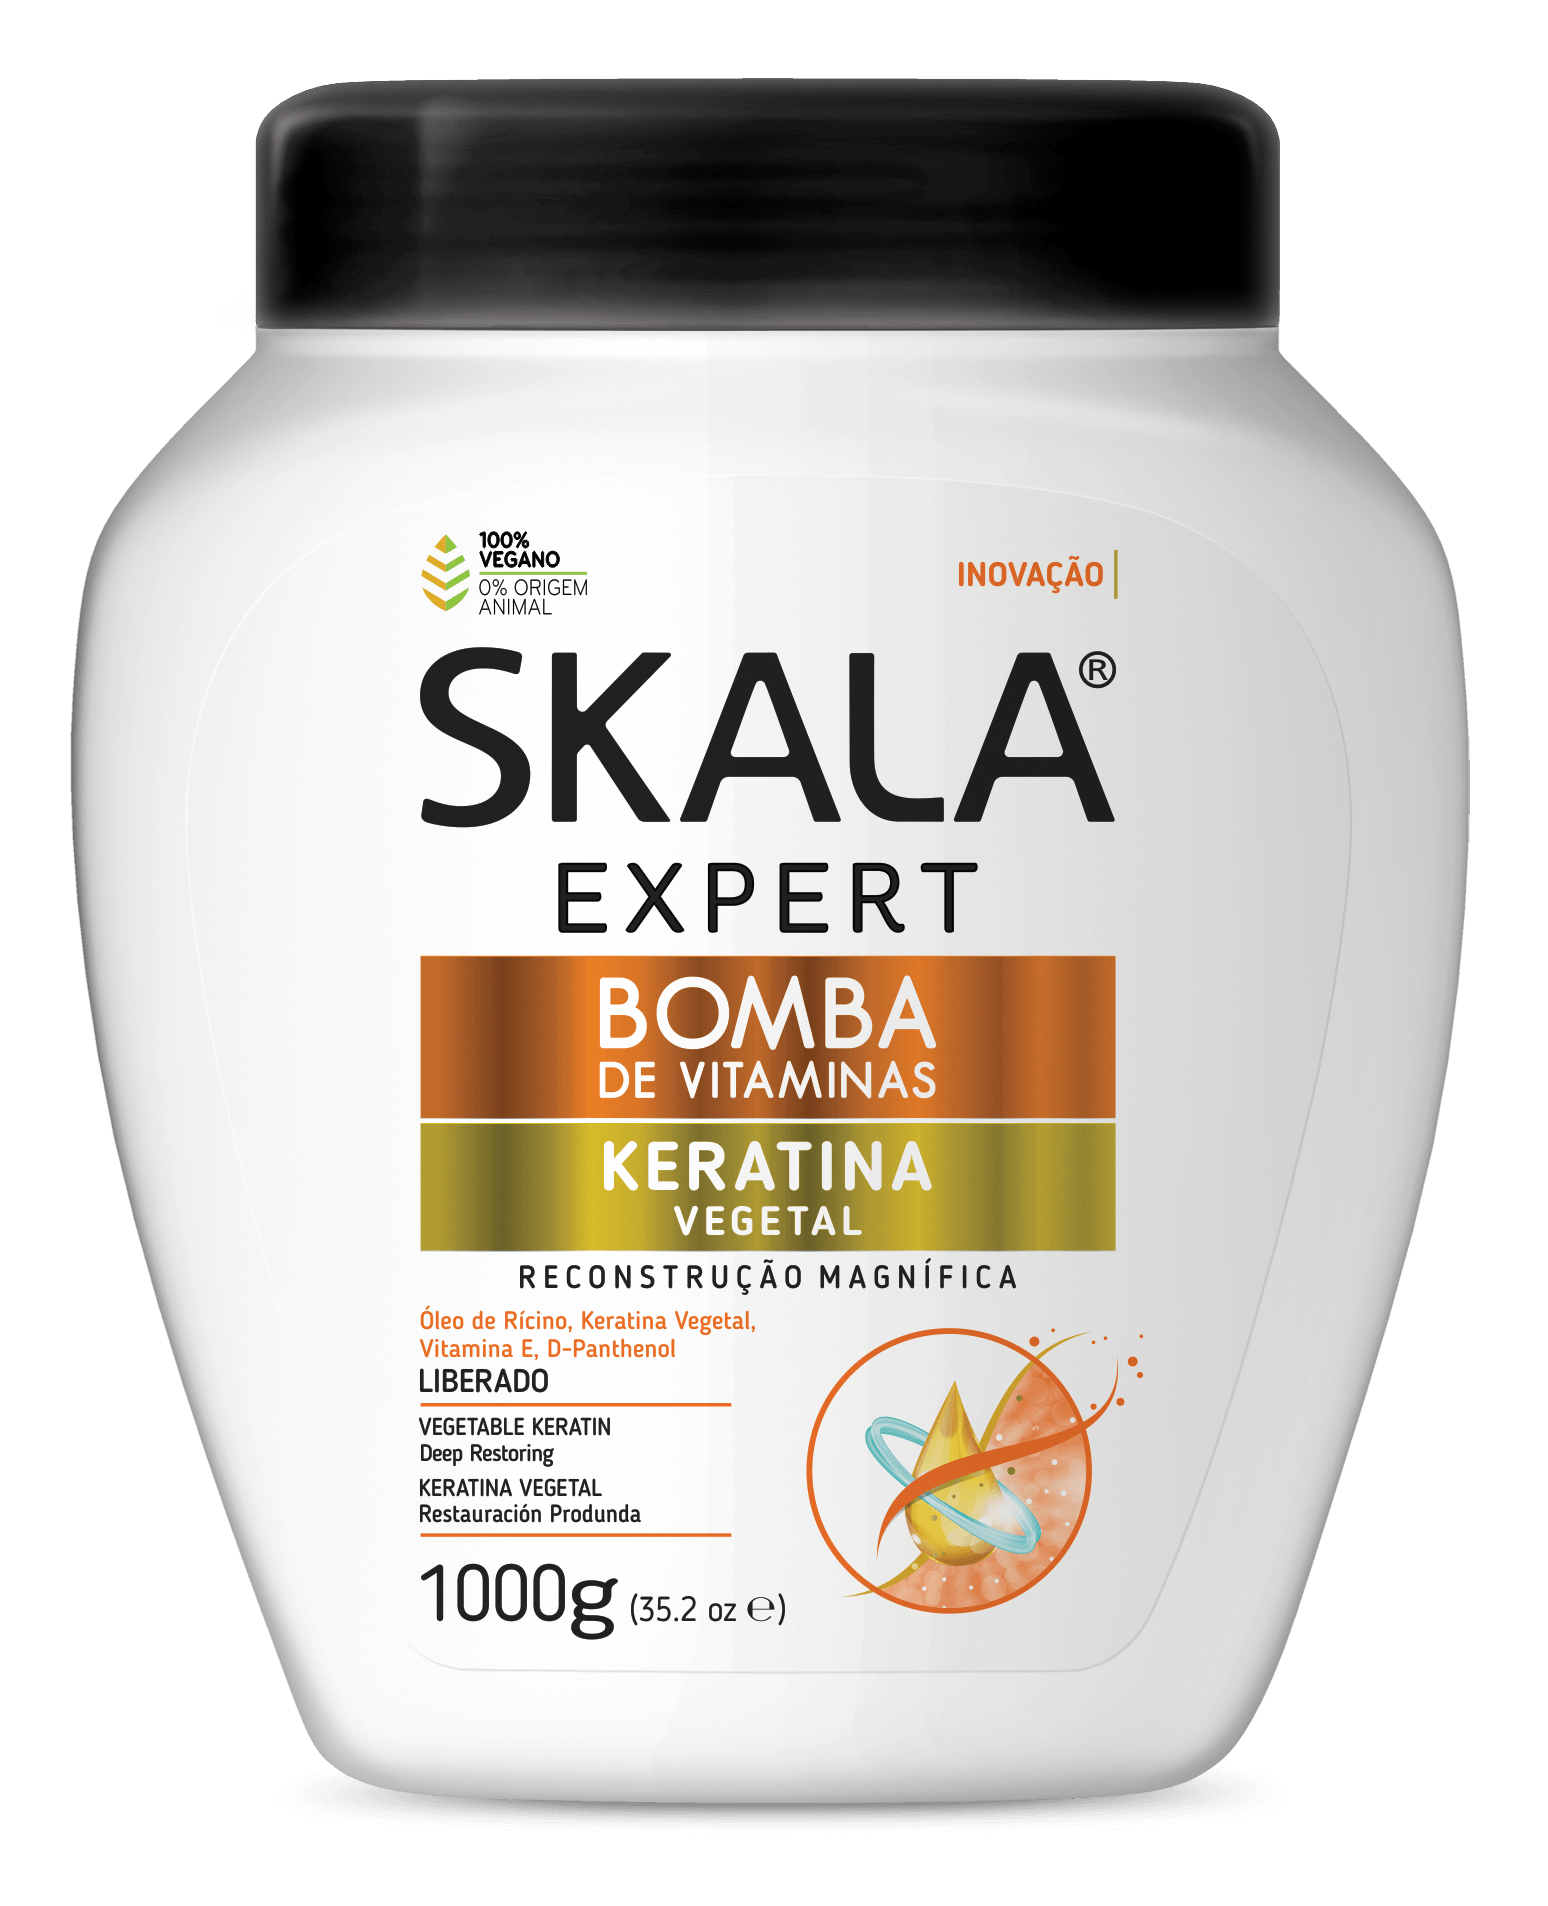 100%
VEGANO
0% ORIGEM
ANIMAL
INOVAÇÃO
SKALA®
EXPERT
BOMBA
DE VITAMINAS
KERATINA
VEGETAL
RECONSTRUÇÃO MAGNÍFICA
Óleo de Rícino, Keratina Vegetal,
Vitamina E, D-Panthenol
LIBERADO
VEGETABLE KERATIN
Deep Restoring
KERATINA VEGETAL
Restauración Produnda
1000g (35.2 oz ℮)